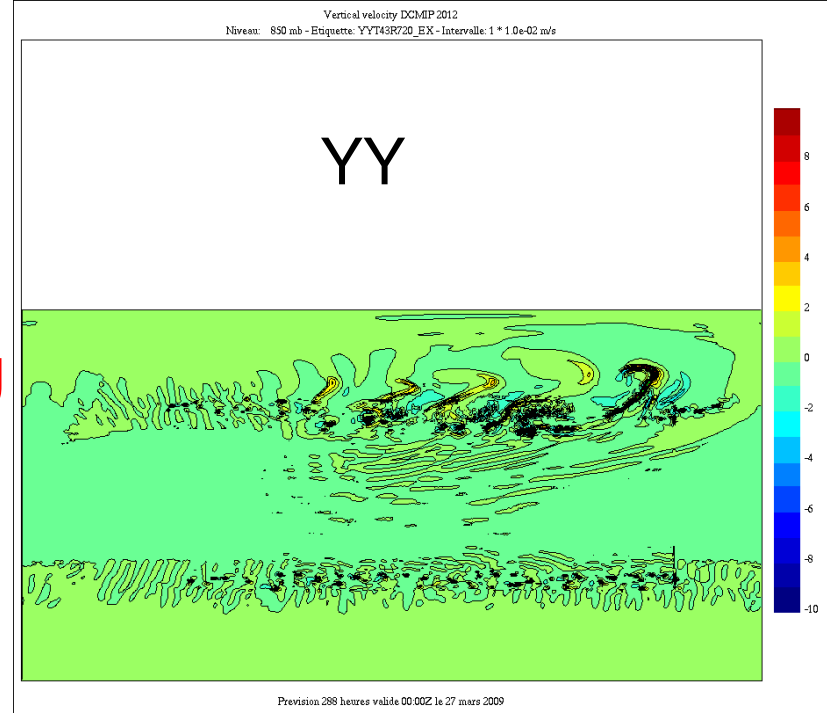 Vertical velocity DCMIP 2012
Niveau: 850 mb - Etiquette: YYT43R720_EX - Intervalle: 1 * 1.0e-02 m/s
YY
8
6
4
2
0
-2
-4
-6
-8
-10
Prevision 288 heures valide 00:00Z le 27 mars 2009